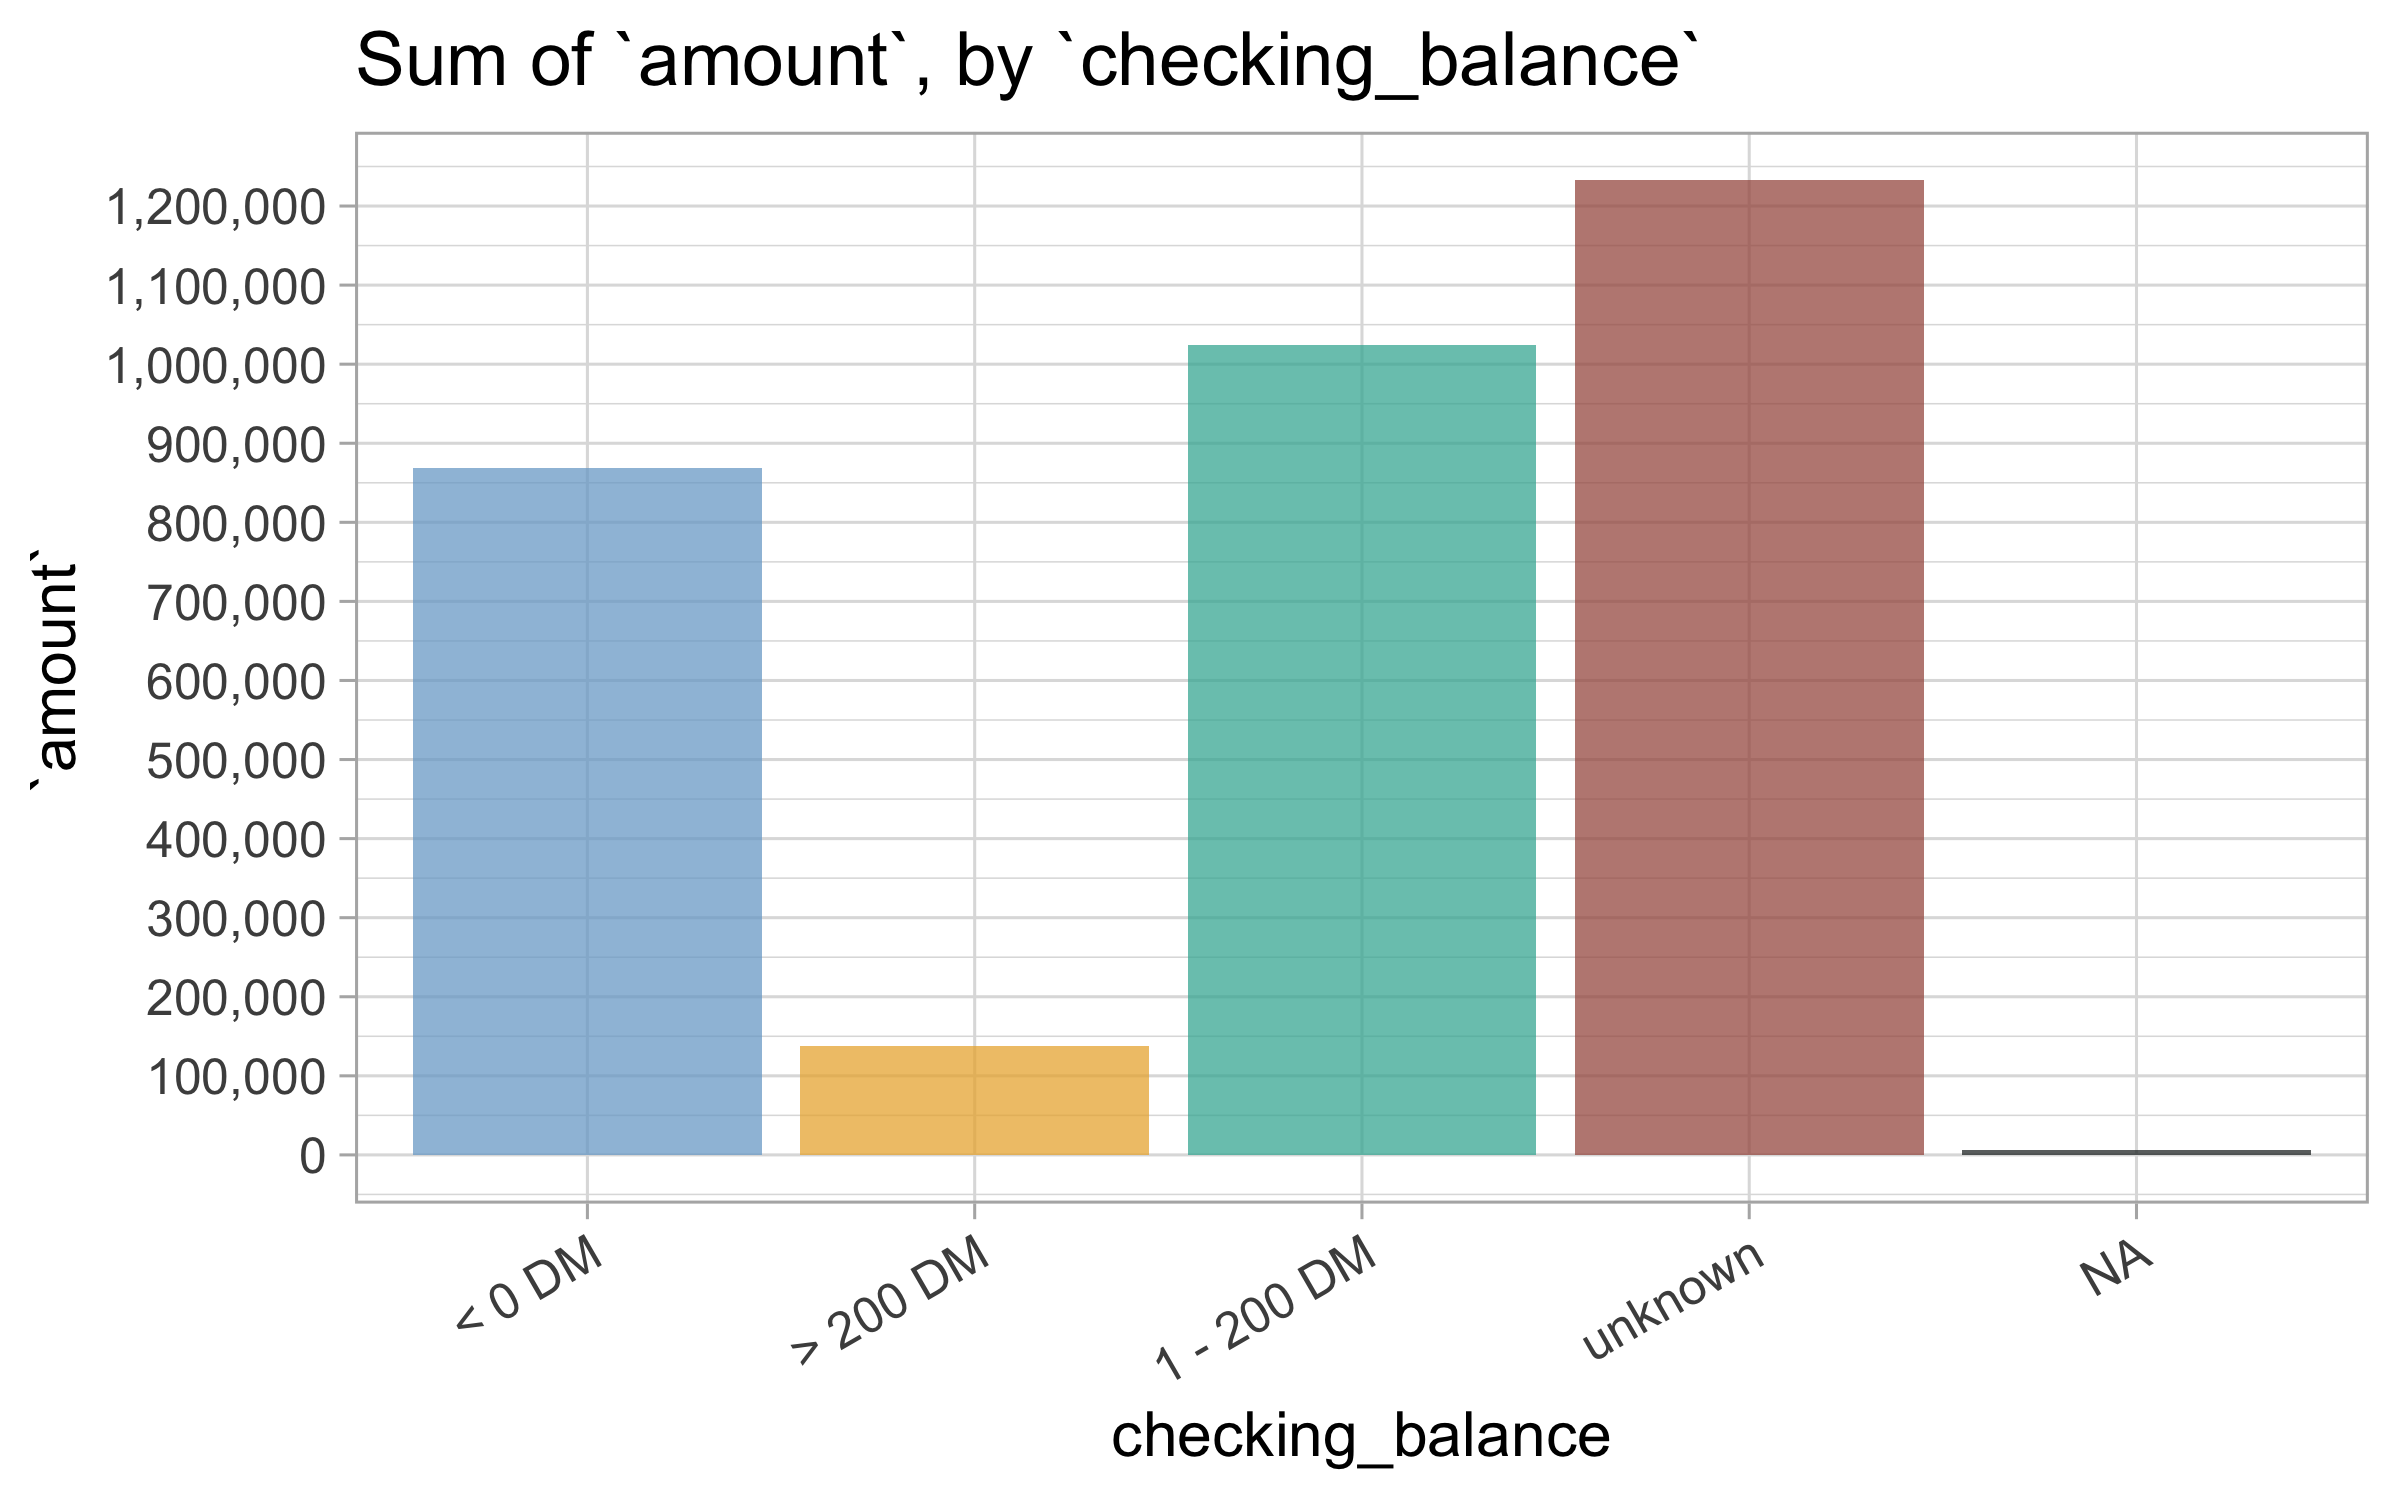 Sum of `amount`, by `checking_balance`
`amount`
1,200,000
1,100,000
1,000,000
900,000
800,000
700,000
600,000
500,000
400,000
300,000
200,000
100,000
0
< 0 DM
> 200 DM
1 - 200 DM
unknown
NA
checking_balance